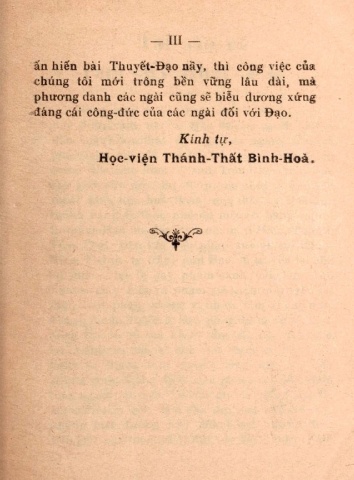 — III —
ấn hiến bài Thuyết-Đạo nầy, thì công việc của
chúng tôi mới trông bền vững lâu dài, mà
phương danh các ngài cũng sẽ biểu dương xứng
đáng cái công-đức của các ngài đối với Đạo.
Kinh tự,
Học-viện Thánh-Thất Bình-Hoà.